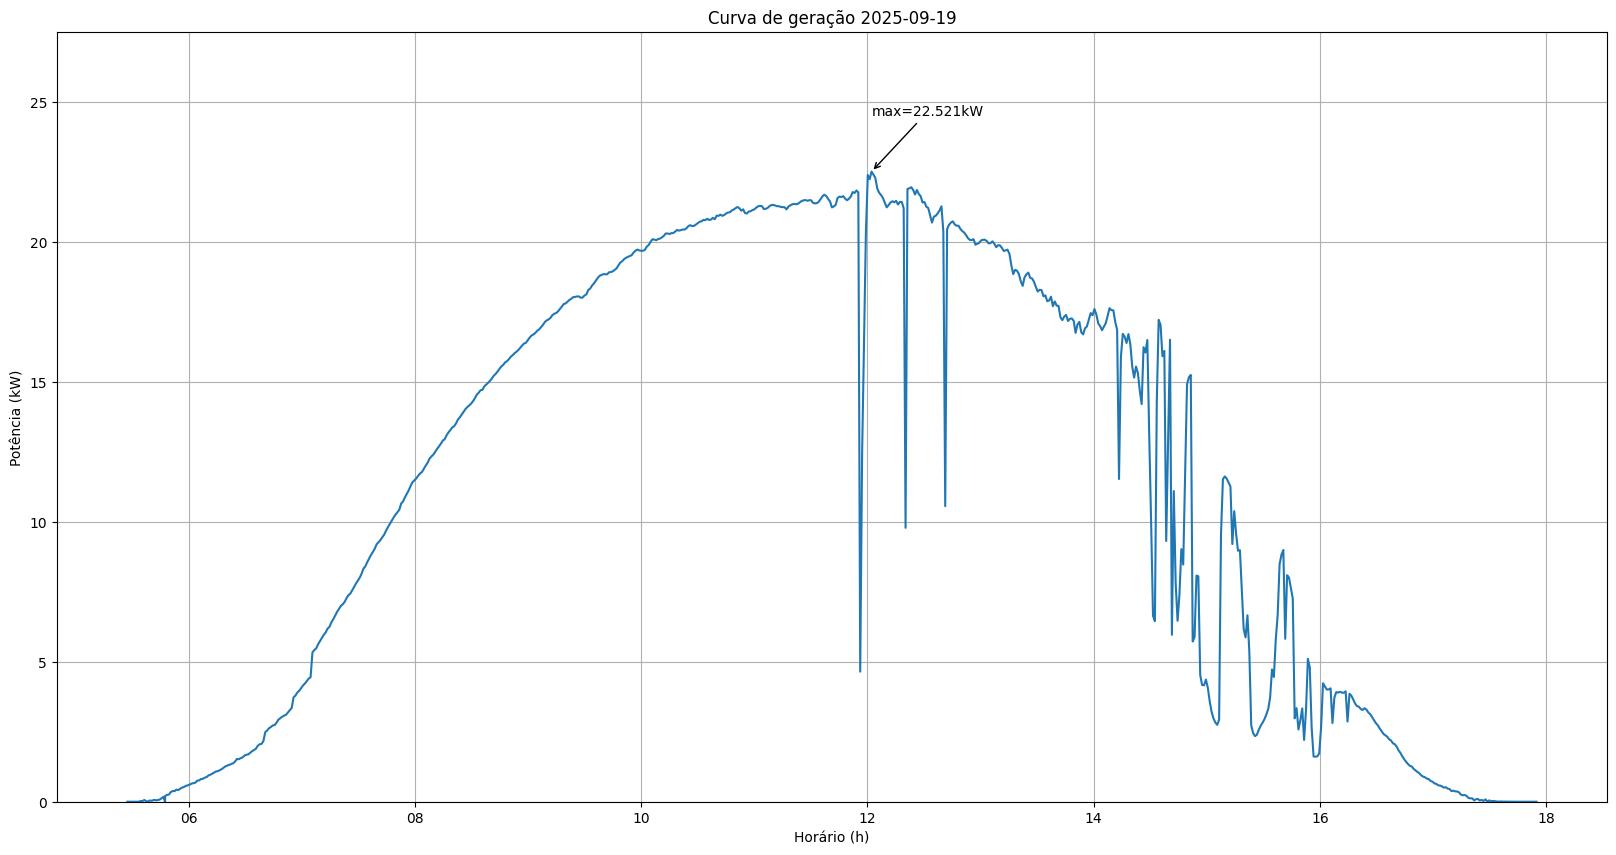 Curva de geração 2025-09-19
max=22.521kW
Potência (kW)
25
20
15
10
5
0
06 08 10 12 14 16 18
Horário (h)